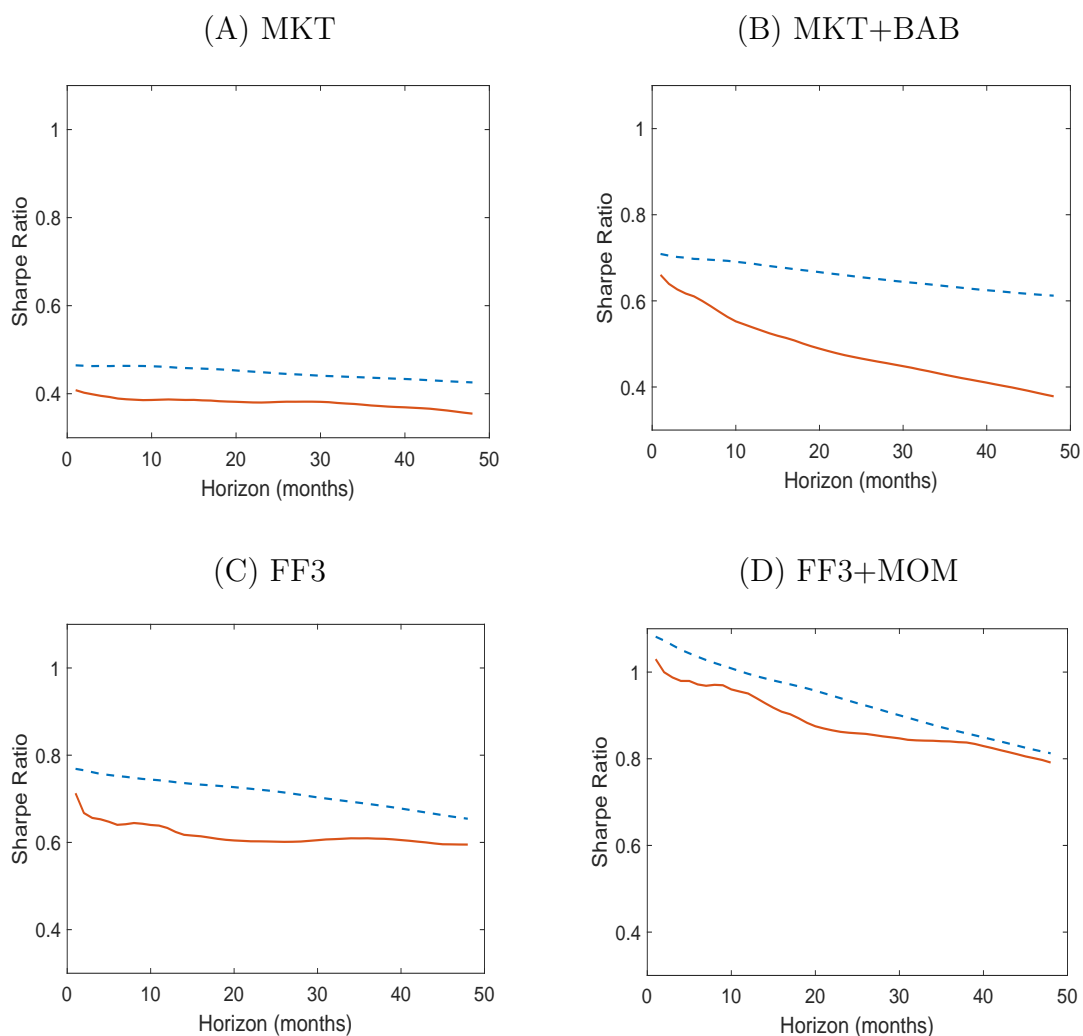 (A) MKT
1
0.8
0.6
0.4
Sharpe Ratio
0 10 20 30 40 50
Horizon (months)
(B) MKT+BAB
1
0.8
0.6
0.4
Sharpe Ratio
0 10 20 30 40 50
Horizon (months)
(C) FF3
1
0.8
0.6
0.4
Sharpe Ratio
0 10 20 30 40 50
Horizon (months)
(D) FF3+MOM
1
0.8
0.6
0.4
Sharpe Ratio
0 10 20 30 40 50
Horizon (months)